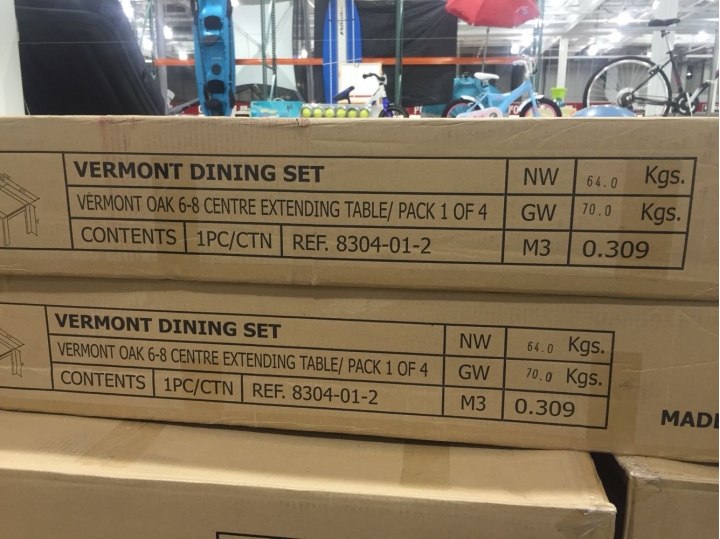 VERMONT DINING SET NW 64.0 Kgs.
VERMONT OAK 6-8 CENTRE EXTENDING TABLE/ PACK 1 OF 4 GW 70.0 Kgs.
CONTENTS 1PC/CTN REF. 8304-01-2 M3 0.309
VERMONT DINING SET NW 64.0 Kgs.
VERMONT OAK 6-8 CENTRE EXTENDING TABLE/ PACK 1 OF 4 GW 70.0 Kgs.
CONTENTS 1PC/CTN REF. 8304-01-2 M3 0.309
MADE